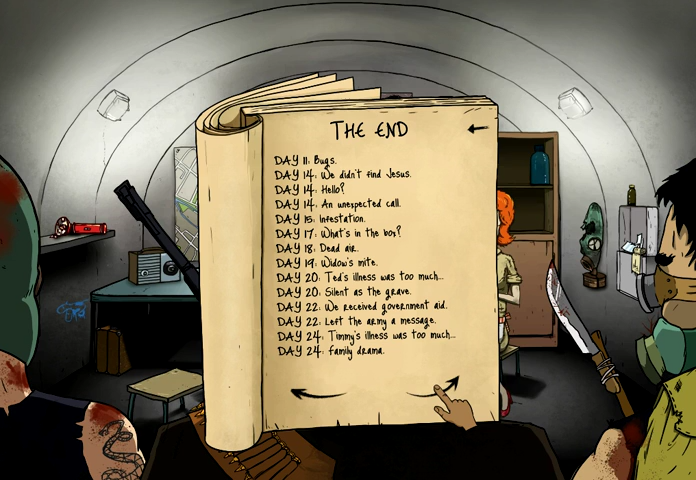 THE END
DAY 11: Bugs.
DAY 14: We didn't find Jesus.
DAY 14: Hello?
DAY 14: An unexpected call.
DAY 15: Infestation.
DAY 17: What's in the box?
DAY 18: Dead air.
DAY 19: Widow's mite.
DAY 20: Ted's illness was too much...
DAY 20: Silent as the grave.
DAY 22: We received government aid.
DAY 22: Left the army a message.
DAY 24: Timmy's illness was too much...
DAY 24: Family drama.